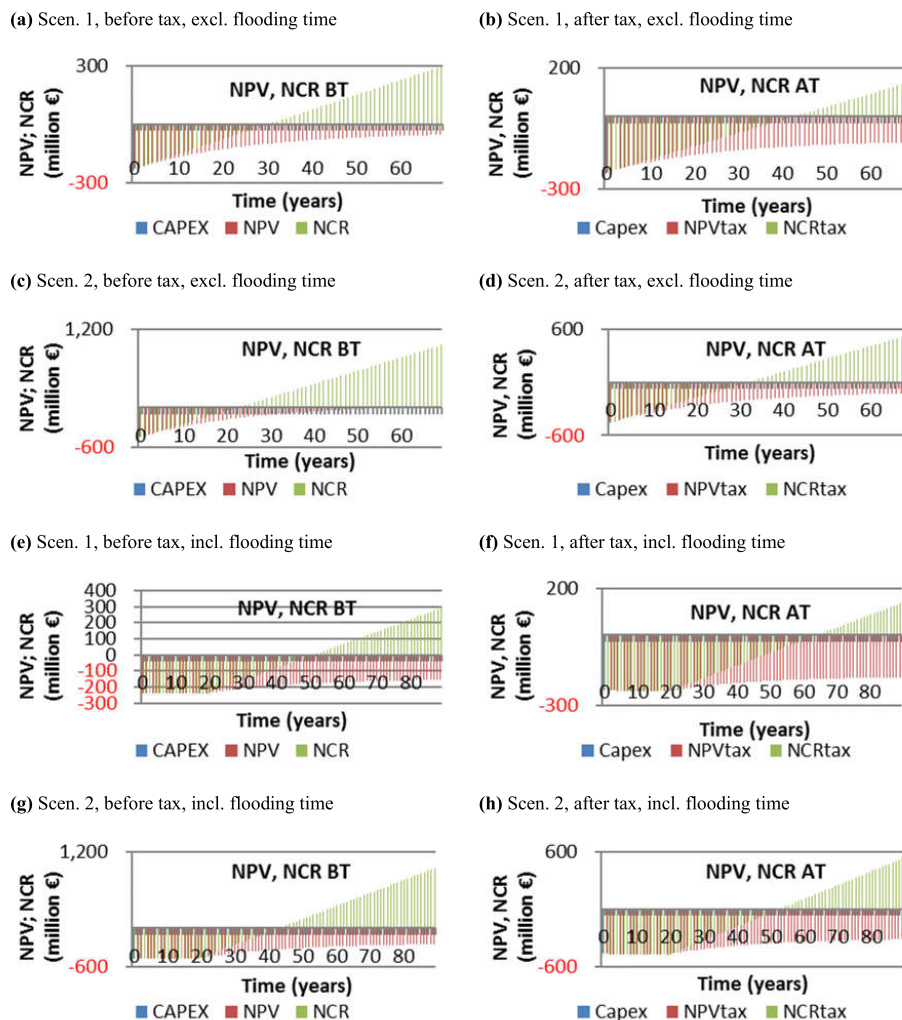 (a) Scen. 1, before tax, excl. flooding time
300
NPV, NCR BT
NPV; NCR
(million €)
0 10 20 30 40 50 60
-300
Time (years)
CAPEX NPV NCR
(b) Scen. 1, after tax, excl. flooding time
200
NPV, NCR AT
NPV, NCR
(million €)
0 10 20 30 40 50 60
-300
Time (years)
Capex NPVtax NCRtax
(c) Scen. 2, before tax, excl. flooding time
1,200
NPV, NCR BT
NPV; NCR
(million €)
0 10 20 30 40 50 60
-600
Time (years)
CAPEX NPV NCR
(d) Scen. 2, after tax, excl. flooding time
600
NPV, NCR AT
NPV, NCR
(million €)
0 10 20 30 40 50 60
-600
Time (years)
Capex NPVtax NCRtax
(e) Scen. 1, before tax, incl. flooding time
400
300
200
100
0
-100
-200
-300
NPV, NCR BT
NPV; NCR
(million €)
0 10 20 30 40 50 60 70 80
Time (years)
CAPEX NPV NCR
(f) Scen. 1, after tax, incl. flooding time
200
NPV, NCR AT
NPV, NCR
(million €)
0 10 20 30 40 50 60 70 80
-300
Time (years)
Capex NPVtax NCRtax
(g) Scen. 2, before tax, incl. flooding time
1,200
NPV, NCR BT
NPV; NCR
(million €)
0 10 20 30 40 50 60 70 80
-600
Time (years)
CAPEX NPV NCR
(h) Scen. 2, after tax, incl. flooding time
600
NPV, NCR AT
NPV, NCR
(million €)
0 10 20 30 40 50 60 70 80
-600
Time (years)
Capex NPVtax NCRtax